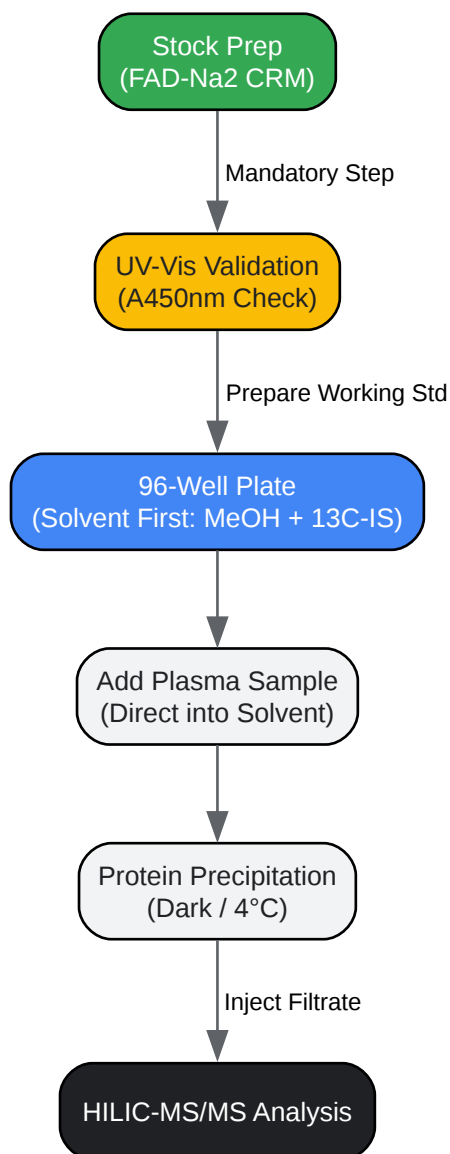 Stock Prep
(FAD-Na2 CRM)
Mandatory Step
UV-Vis Validation
(A450nm Check)
Prepare Working Std
96-Well Plate
(Solvent First: MeOH + 13C-IS)
Add Plasma Sample
(Direct into Solvent)
Protein Precipitation
(Dark / 4°C)
Inject Filtrate
HILIC-MS/MS Analysis